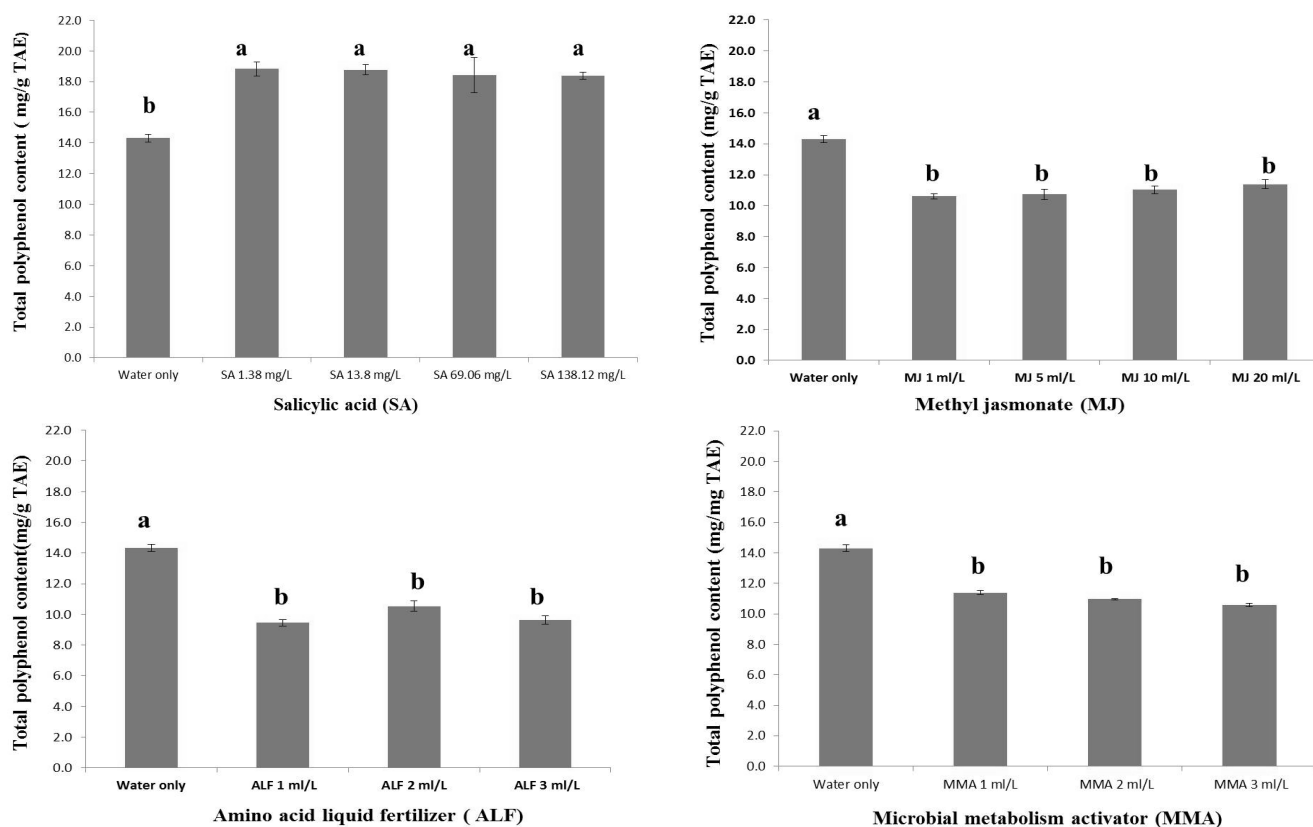 Total polyphenol content ( mg/g TAE)
22.0
20.0
18.0
16.0
14.0
12.0
10.0
8.0
6.0
4.0
2.0
0.0
b
a
a
a
a
Water only
SA 1.38 mg/L
SA 13.8 mg/L
SA 69.06 mg/L
SA 138.12 mg/L
Salicylic acid (SA)
Total polyphenol content (mg/g TAE)
22.0
20.0
18.0
16.0
14.0
12.0
10.0
8.0
6.0
4.0
2.0
0.0
a
b
b
b
b
Water only
MJ 1 ml/L
MJ 5 ml/L
MJ 10 ml/L
MJ 20 ml/L
Methyl jasmonate (MJ)
Total polyphenol content(mg/g TAE)
22.0
20.0
18.0
16.0
14.0
12.0
10.0
8.0
6.0
4.0
2.0
0.0
a
b
b
b
Water only
ALF 1 ml/L
ALF 2 ml/L
ALF 3 ml/L
Amino acid liquid fertilizer ( ALF)
Total polyphenol content (mg/mg TAE)
22.0
20.0
18.0
16.0
14.0
12.0
10.0
8.0
6.0
4.0
2.0
0.0
a
b
b
b
Water only
MMA 1 ml/L
MMA 2 ml/L
MMA 3 ml/L
Microbial metabolism activator (MMA)